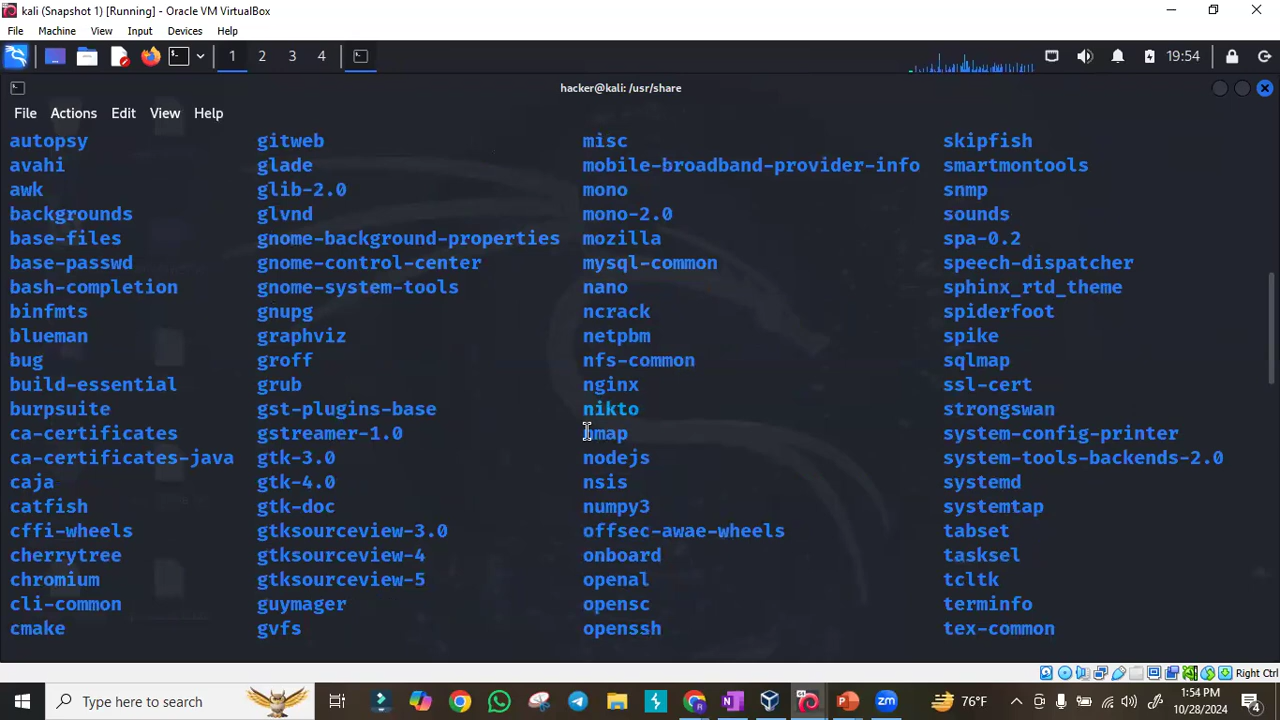 kali (Snapshot 1) [Running] - Oracle VM VirtualBox
File Machine View Input Devices Help
1 2 3 4 19:54
hacker@kali: /usr/share
File Actions Edit View Help
autopsy gitweb misc skipfish
avahi glade mobile-broadband-provider-info smartmontools
awk glib-2.0 mono snmp
backgrounds glvnd mono-2.0 sounds
base-files gnome-background-properties mozilla spa-0.2
base-passwd gnome-control-center mysql-common speech-dispatcher
bash-completion gnome-system-tools nano sphinx_rtd_theme
binfmts gnupg ncrack spiderfoot
blueman graphviz netpbm spike
bug groff nfs-common sqlmap
build-essential grub nginx ssl-cert
burpsuite gst-plugins-base nikto strongswan
ca-certificates gstreamer-1.0 nmap system-config-printer
ca-certificates-java gtk-3.0 nodejs system-tools-backends-2.0
caja gtk-4.0 nsis systemd
catfish gtk-doc numpy3 systemtap
cffi-wheels gtksourceview-3.0 offsec-awae-wheels tabset
cherrytree gtksourceview-4 onboard tasksel
chromium gtksourceview-5 openal tcltk
cli-common guymager opensc terminfo
cmake gvfs openssh tex-common
Right Ctrl
Type here to search 76°F 1:54 PM
10/28/2024 4